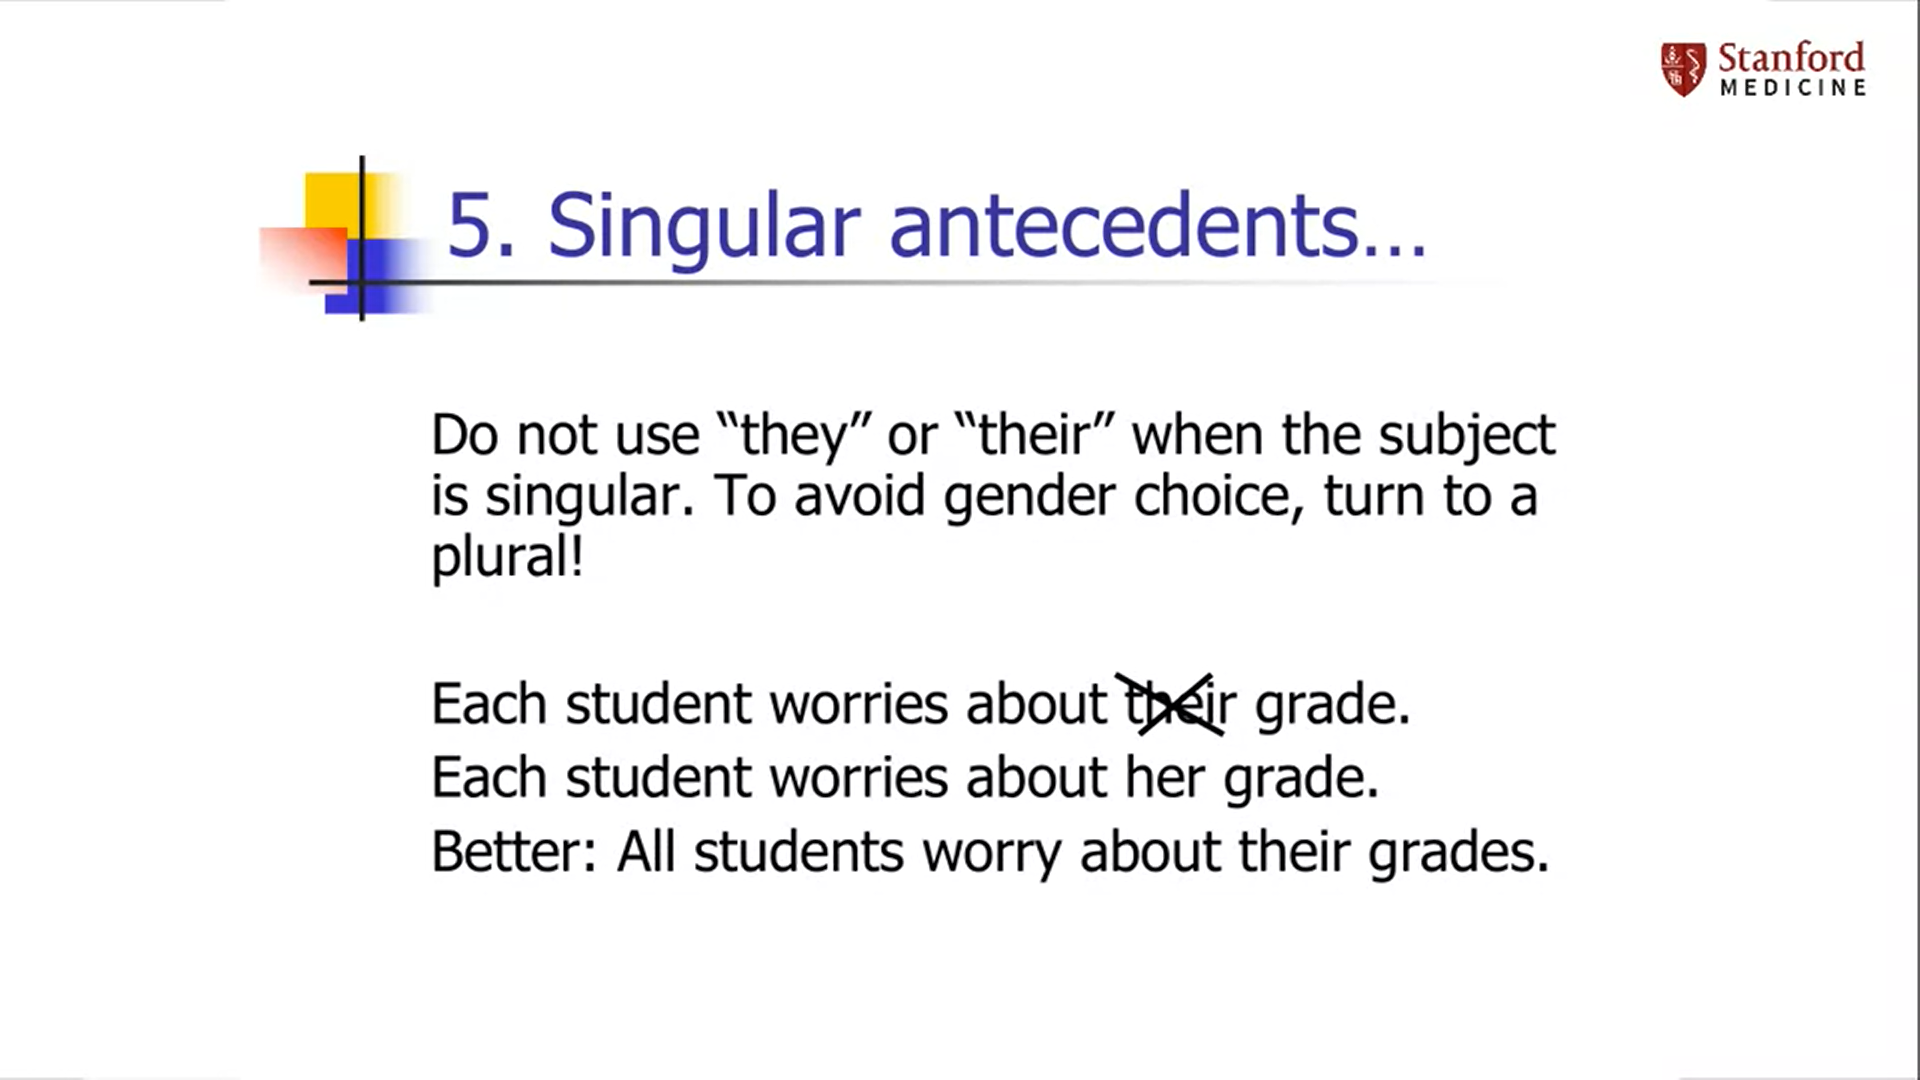 Stanford
MEDICINE
5. Singular antecedents...
Do not use “they” or “their” when the subject
is singular. To avoid gender choice, turn to a
plural!
Each student worries about their grade.
Each student worries about her grade.
Better: All students worry about their grades.